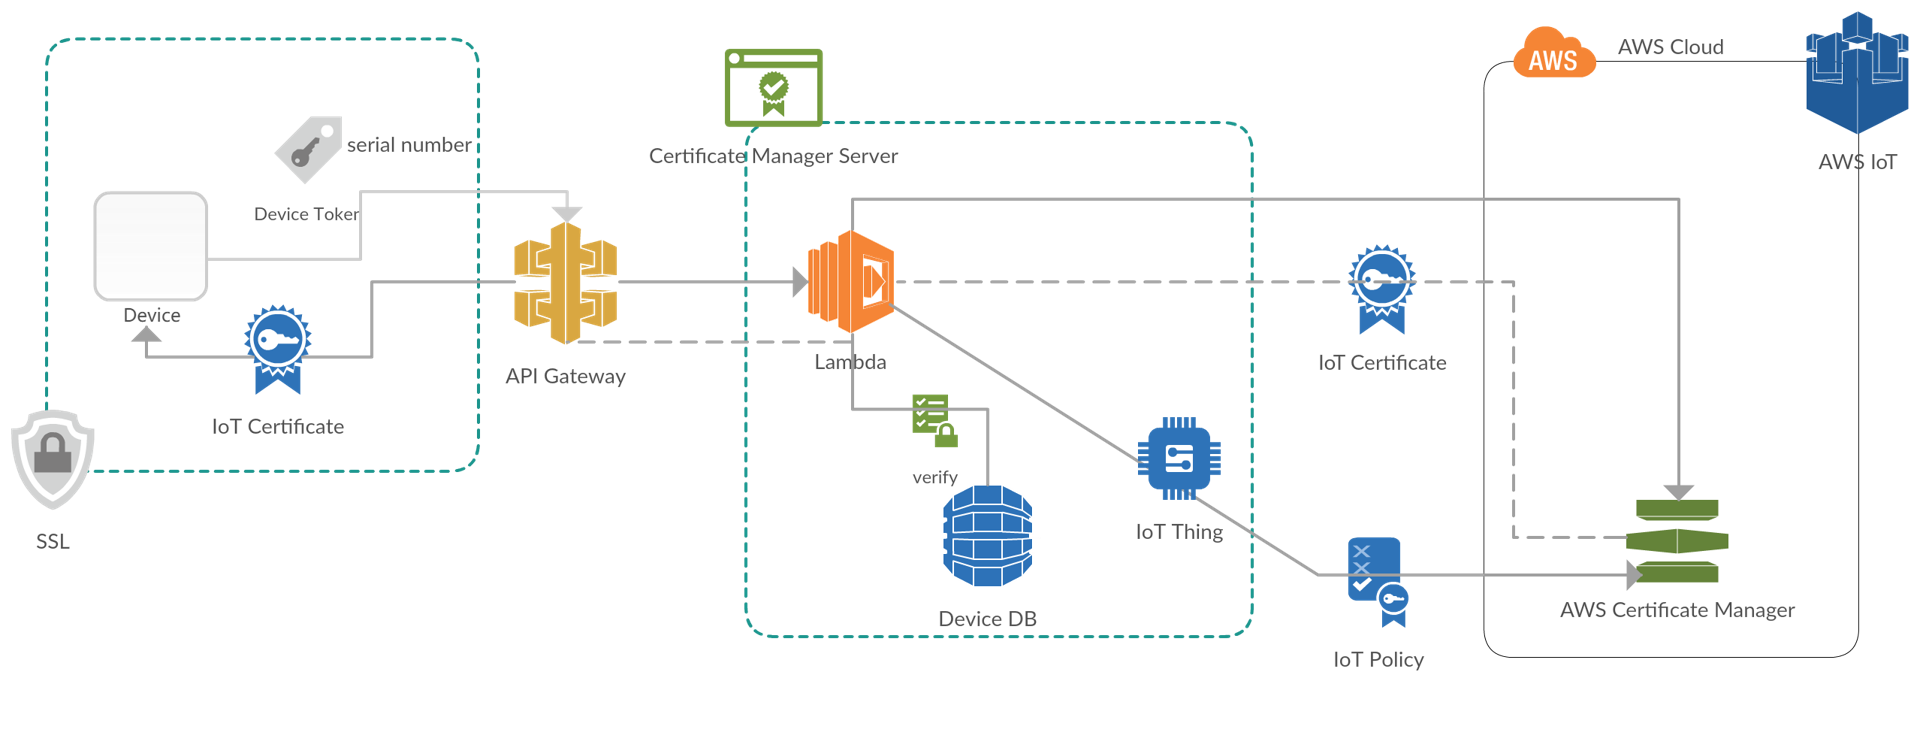 AWS Cloud
AWS
AWS IoT
serial number
Certificate Manager Server
Device Toker
Device
IoT Certificate
API Gateway
Lambda
IoT Certificate
verify
SSL
IoT Thing
Device DB
IoT Policy
AWS Certificate Manager